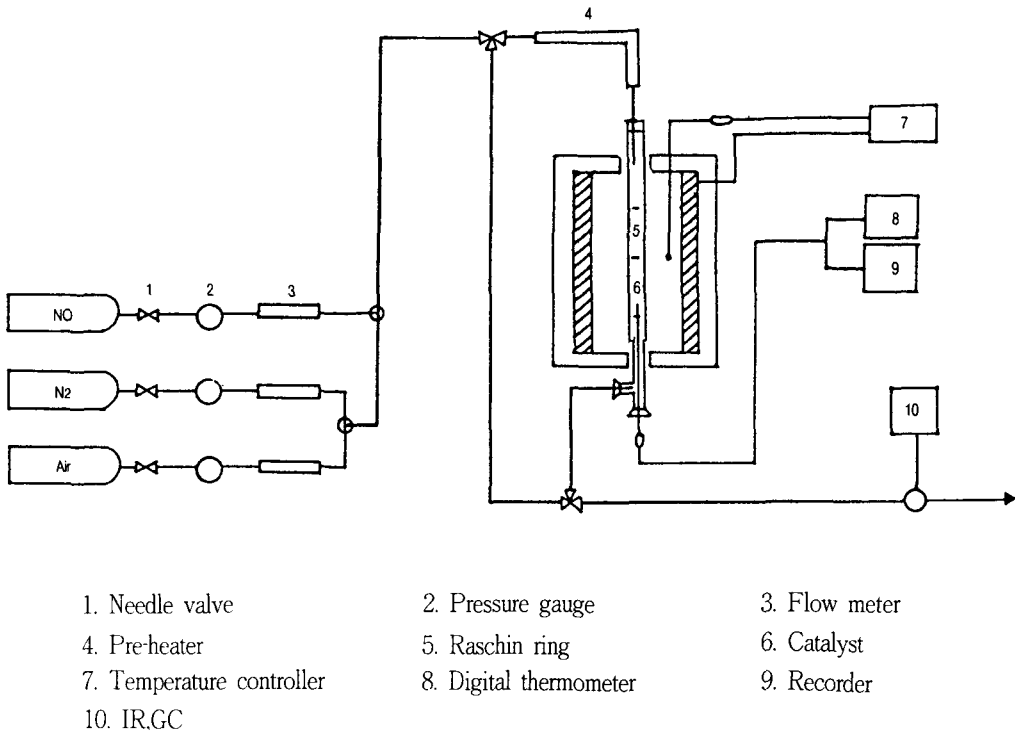 4
7
5
8
9
6
1 2 3
NO
N2
10
Air
1. Needle valve 2. Pressure gauge 3. Flow meter
4. Pre-heater 5. Raschin ring 6. Catalyst
7. Temperature controller 8. Digital thermometer 9. Recorder
10. IR,GC